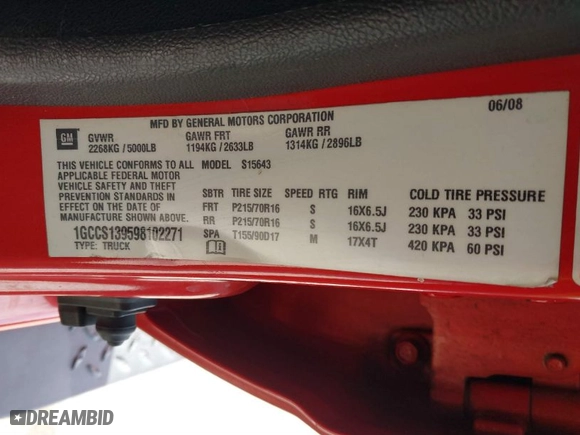 MFD BY GENERAL MOTORS CORPORATION 06/08
GM GVWR GAWR FRT GAWR RR
2268KG / 5000LB 1194KG / 2633LB 1314KG / 2896LB
THIS VEHICLE CONFORMS TO ALL MODEL S15643
APPLICABLE FEDERAL MOTOR
VEHICLE SAFETY AND THEFT SBTR TIRE SIZE SPEED RTG RIM COLD TIRE PRESSURE
PREVENTION STANDARDS IN FRT P215/70R16 S 16X6.5J 230 KPA 33 PSI
EFFECT ON THE DATE OF RR P215/70R16 S 16X6.5J 230 KPA 33 PSI
MANUFACTURE SHOWN ABOVE. SPA T155/90D17 M 17X4T 420 KPA 60 PSI
1GCCS139598102271
TYPE: TRUCK
DREAMBID